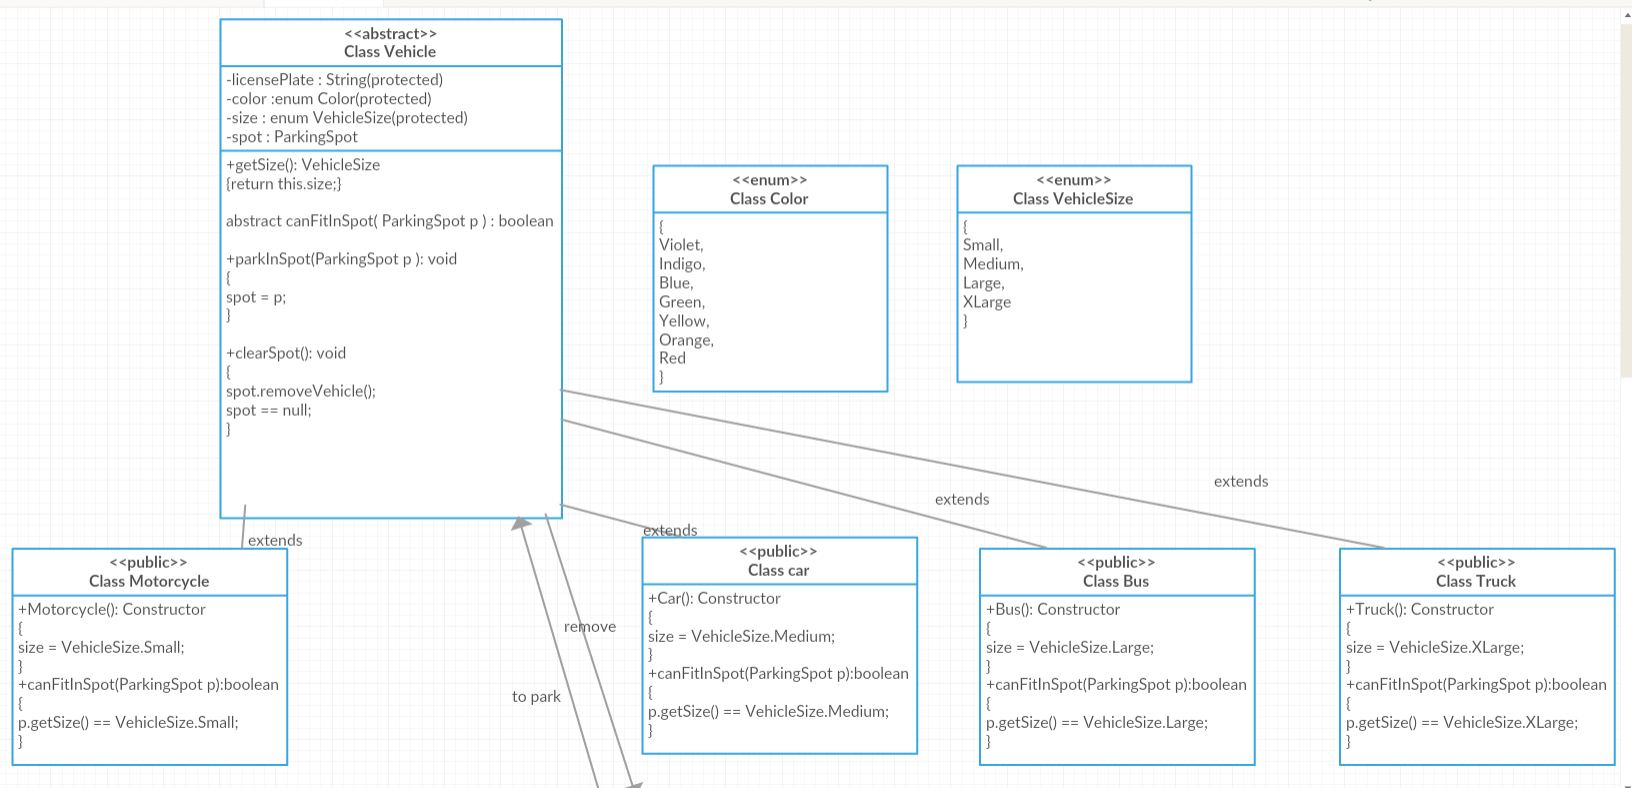 <<abstract>>
Class Vehicle
-licensePlate : String(protected)
-color :enum Color(protected)
-size : enum VehicleSize(protected)
-spot : ParkingSpot
+getSize(): VehicleSize
{return this.size;}
abstract canFitInSpot( ParkingSpot p ) : boolean
+parkInSpot(ParkingSpot p ): void
{
spot = p;
}
+clearSpot(): void
{
spot.removeVehicle();
spot == null;
}
<<enum>>
Class Color
{
Violet,
Indigo,
Blue,
Green,
Yellow,
Orange,
Red
}
<<enum>>
Class VehicleSize
{
Small,
Medium,
Large,
XLarge
}
extends
extends
extends
extends
remove
to park
<<public>>
Class Motorcycle
+Motorcycle(): Constructor
{
size = VehicleSize.Small;
}
+canFitInSpot(ParkingSpot p):boolean
{
p.getSize() == VehicleSize.Small;
}
<<public>>
Class car
+Car(): Constructor
{
size = VehicleSize.Medium;
}
+canFitInSpot(ParkingSpot p):boolean
{
p.getSize() == VehicleSize.Medium;
}
<<public>>
Class Bus
+Bus(): Constructor
{
size = VehicleSize.Large;
}
+canFitInSpot(ParkingSpot p):boolean
{
p.getSize() == VehicleSize.Large;
}
<<public>>
Class Truck
+Truck(): Constructor
{
size = VehicleSize.XLarge;
}
+canFitInSpot(ParkingSpot p):boolean
{
p.getSize() == VehicleSize.XLarge;
}